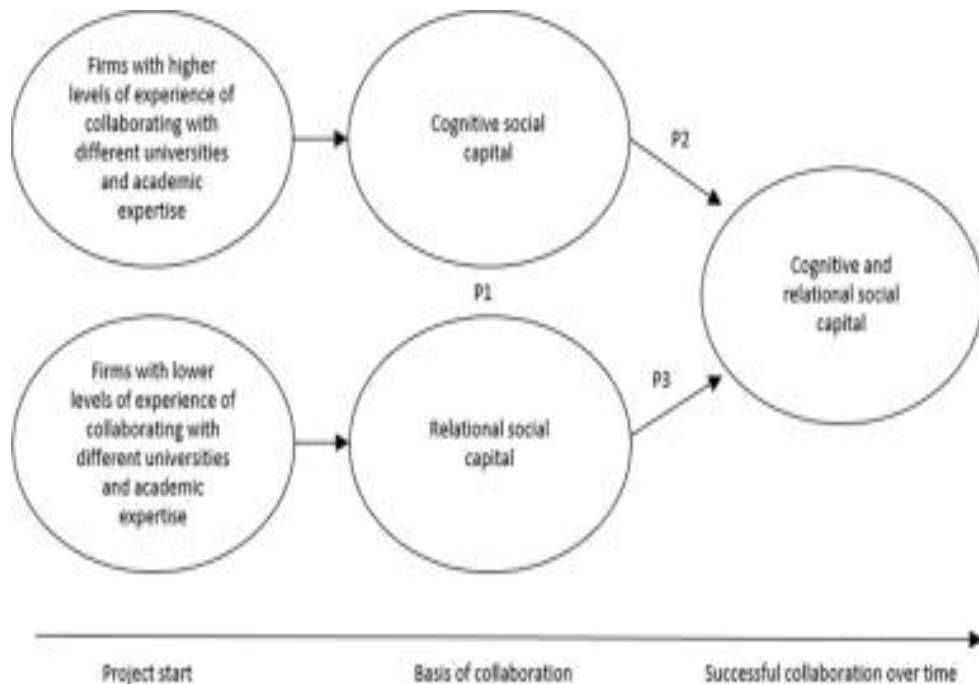 Firms with higher
levels of experience of
collaborating with
different universities
and academic
expertise
Cognitive social
capital
P2
Cognitive and
relational social
capital
P1
Firms with lower
levels of experience of
collaborating with
different universities
and academic
expertise
Relational social
capital
P3
Project start
Basis of collaboration
Successful collaboration over time